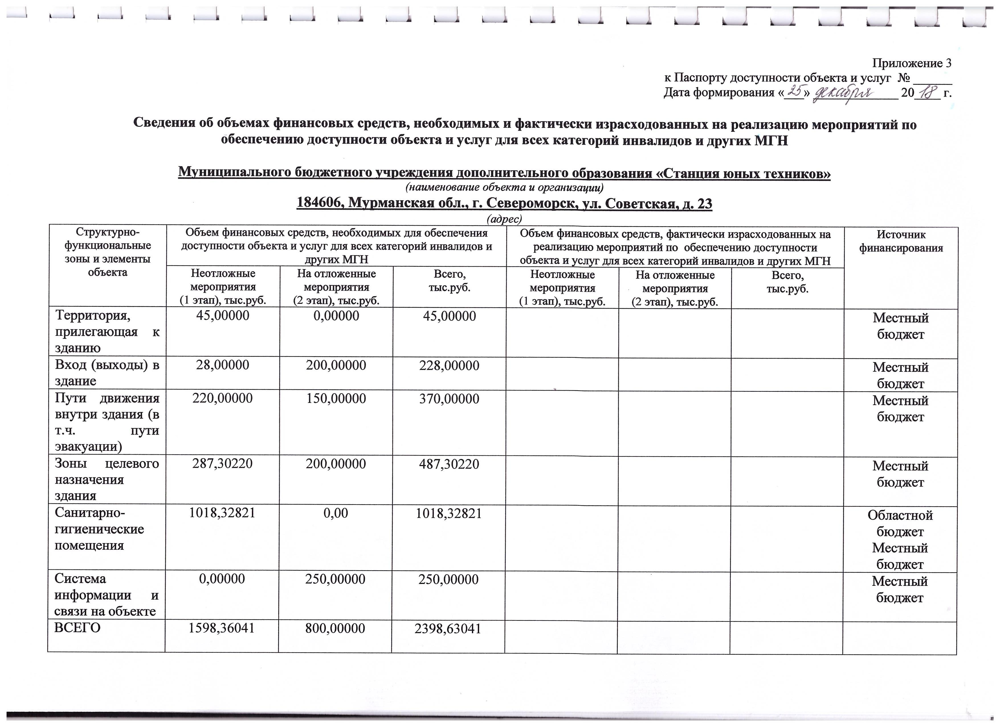 Приложение 3
к Паспорту доступности объекта и услуг № ______
Дата формирования «25» декабря 2018 г.
Сведения об объемах финансовых средств, необходимых и фактически израсходованных на реализацию мероприятий по
обеспечению доступности объекта и услуг для всех категорий инвалидов и других МГН
Муниципального бюджетного учреждения дополнительного образования «Станция юных техников»
(наименование объекта и организации)
184606, Мурманская обл., г. Североморск, ул. Советская, д. 23
(адрес)
Структурно-
функциональные
зоны и элементы
объекта
Объем финансовых средств, необходимых для обеспечения
доступности объекта и услуг для всех категорий инвалидов и
других МГН
Объем финансовых средств, фактически израсходованных на
реализацию мероприятий по обеспечению доступности
объекта и услуг для всех категорий инвалидов и других МГН
Источник
финансирования
Неотложные
мероприятия
(1 этап), тыс.руб.
На отложенные
мероприятия
(2 этап), тыс.руб.
Всего,
тыс.руб.
Неотложные
мероприятия
(1 этап), тыс.руб.
На отложенные
мероприятия
(2 этап), тыс.руб.
Всего,
тыс.руб.
Территория,
прилегающая к
зданию
45,00000
0,00000
45,00000
Местный
бюджет
Вход (выходы) в
здание
28,00000
200,00000
228,00000
Местный
бюджет
Пути движения
внутри здания (в
т.ч. пути
эвакуации)
220,00000
150,00000
370,00000
Местный
бюджет
Зоны целевого
назначения
здания
287,30220
200,00000
487,30220
Местный
бюджет
Санитарно-
гигиенические
помещения
1018,32821
0,00
1018,32821
Областной
бюджет
Местный
бюджет
Система
информации и
связи на объекте
0,00000
250,00000
250,00000
Местный
бюджет
ВСЕГО
1598,36041
800,00000
2398,63041